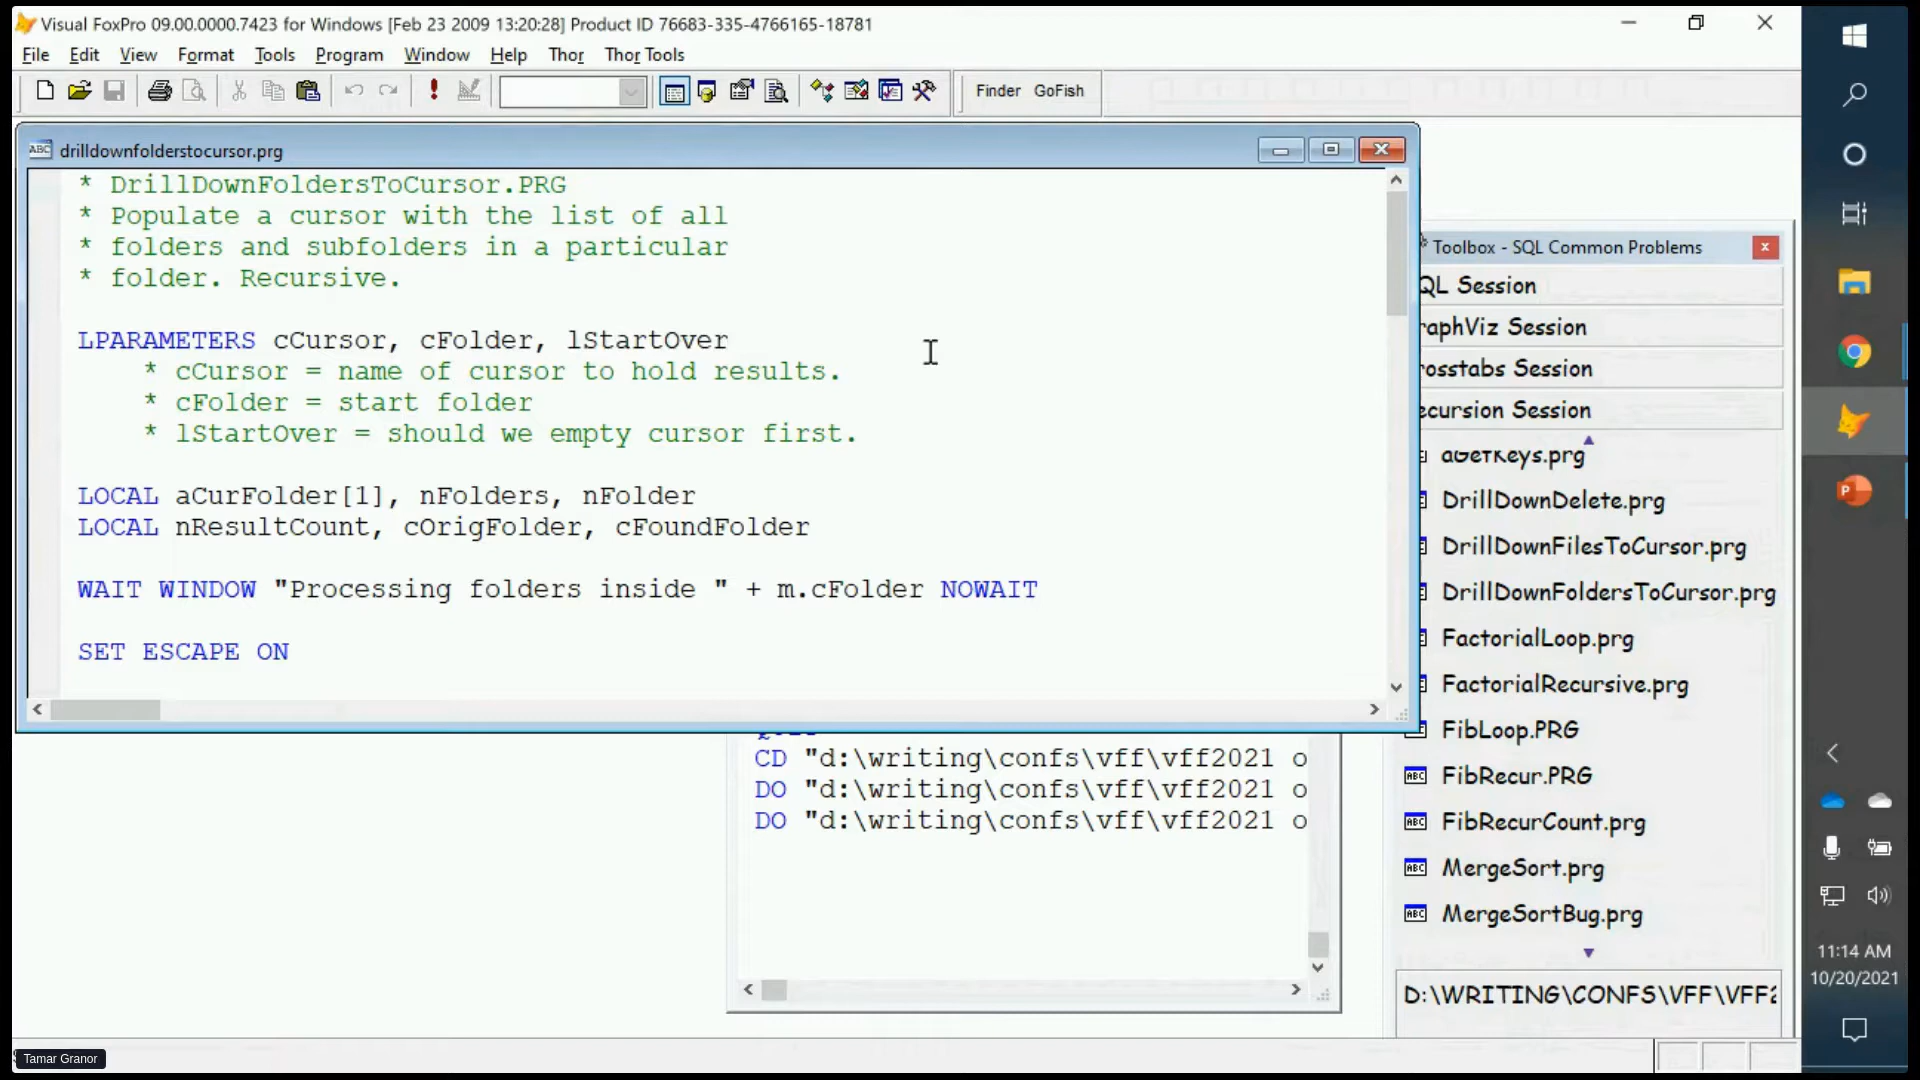 Visual FoxPro 09.00.0000.7423 for Windows [Feb 23 2009 13:20:28] Product ID 76683-335-4766165-18781
File Edit View Format Tools Program Window Help Thor Thor Tools
Finder GoFish
drilldownfolderstocursor.prg
* DrillDownFoldersToCursor.PRG
* Populate a cursor with the list of all
* folders and subfolders in a particular
* folder. Recursive.
LPARAMETERS cCursor, cFolder, lStartOver
* cCursor = name of cursor to hold results.
* cFolder = start folder
* lStartOver = should we empty cursor first.
LOCAL aCurFolder[1], nFolders, nFolder
LOCAL nResultCount, cOrigFolder, cFoundFolder
WAIT WINDOW "Processing folders inside " + m.cFolder NOWAIT
SET ESCAPE ON
CD "d:\writing\confs\vff\vff2021 o
DO "d:\writing\confs\vff\vff2021 o
DO "d:\writing\confs\vff\vff2021 o
Toolbox - SQL Common Problems
QL Session
raphViz Session
rosstabs Session
ecursion Session
aGetKeys.prg
DrillDownDelete.prg
DrillDownFilesToCursor.prg
DrillDownFoldersToCursor.prg
FactorialLoop.prg
FactorialRecursive.prg
FibLoop.PRG
FibRecur.PRG
FibRecurCount.prg
MergeSort.prg
MergeSortBug.prg
D:\WRITING\CONFS\VFF\VFF2
11:14 AM
10/20/2021
Tamar Granor